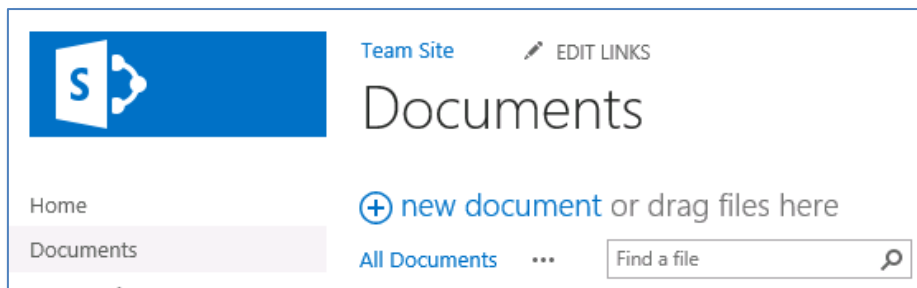 S
Team Site EDIT LINKS
Documents
Home
Documents
new document or drag files here
All Documents ...
Find a file